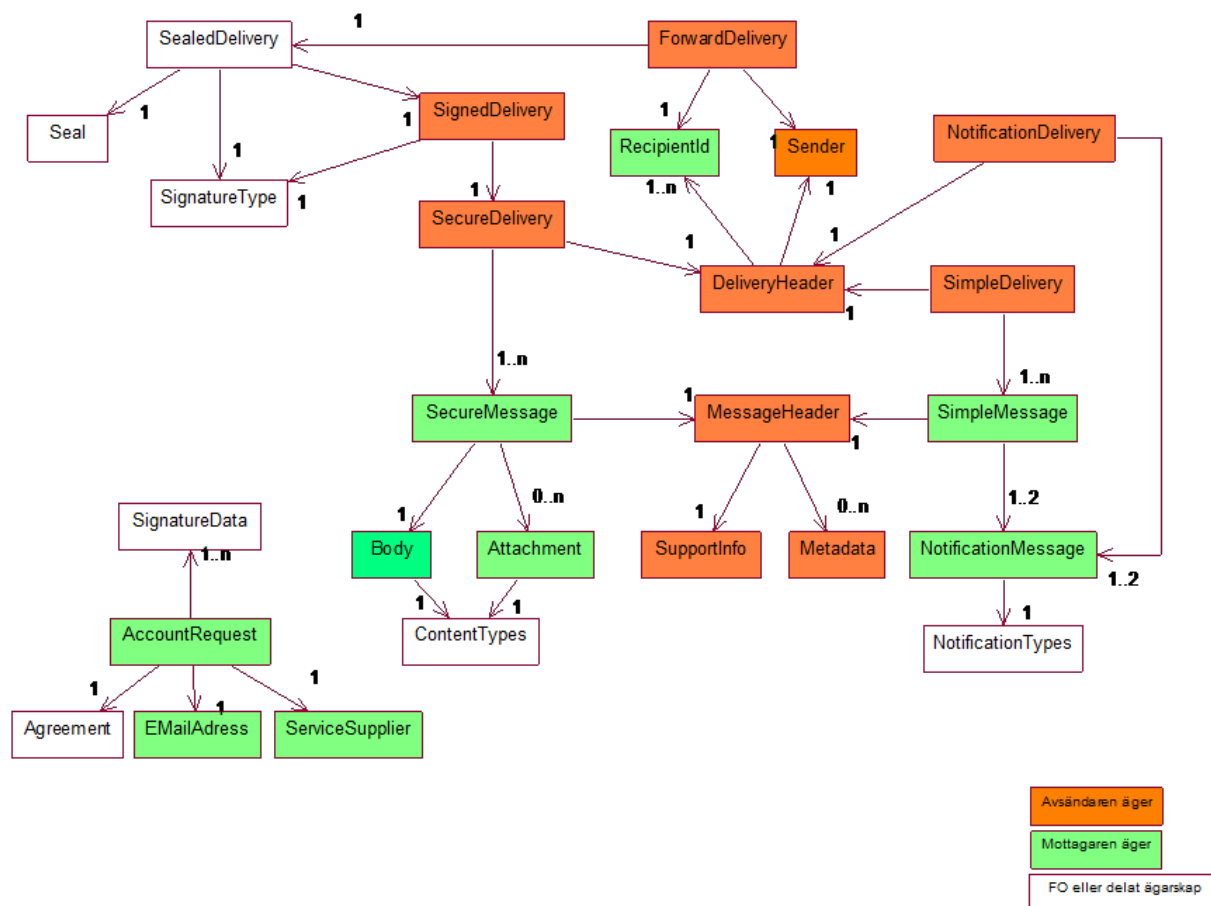 1
SealedDelivery
ForwardDelivery
1
Seal
SignedDelivery
1
1
1
RecipientId
1
Sender
NotificationDelivery
1
SignatureType
1
1
1..n
1
SecureDelivery
1
1
DeliveryHeader
1
SimpleDelivery
1..n
1..n
SecureMessage
1
MessageHeader
1
SimpleMessage
SignatureData
1..n
1
0..n
1
0..n
1..2
Body
Attachment
SupportInfo
Metadata
NotificationMessage
1..2
1
1
1
AccountRequest
ContentTypes
NotificationTypes
1
1
1
Agreement
EMailAdress
ServiceSupplier
Avsändaren äger
Mottagaren äger
FO eller delat ägarskap